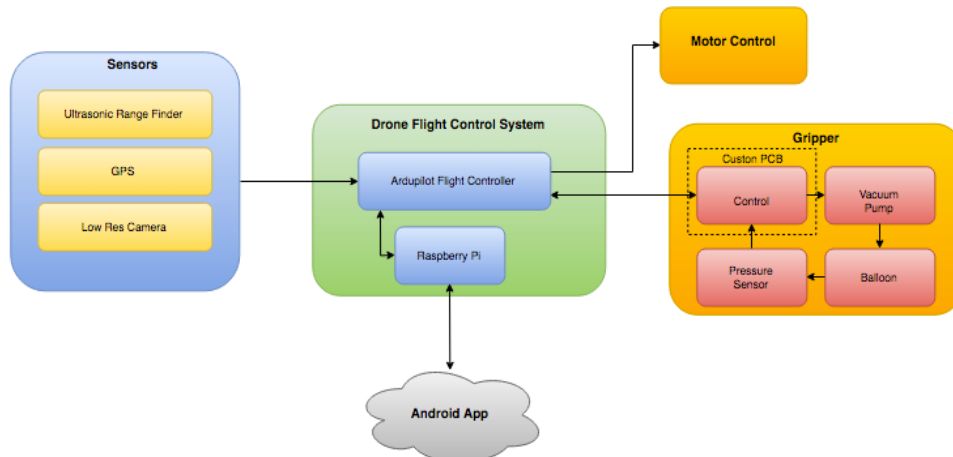 Sensors
Ultrasonic Range Finder
GPS
Low Res Camera
Drone Flight Control System
Ardupilot Flight Controller
Raspberry Pi
Android App
Motor Control
Gripper
Custon PCB
Control
Vacuum
Pump
Pressure
Sensor
Balloon